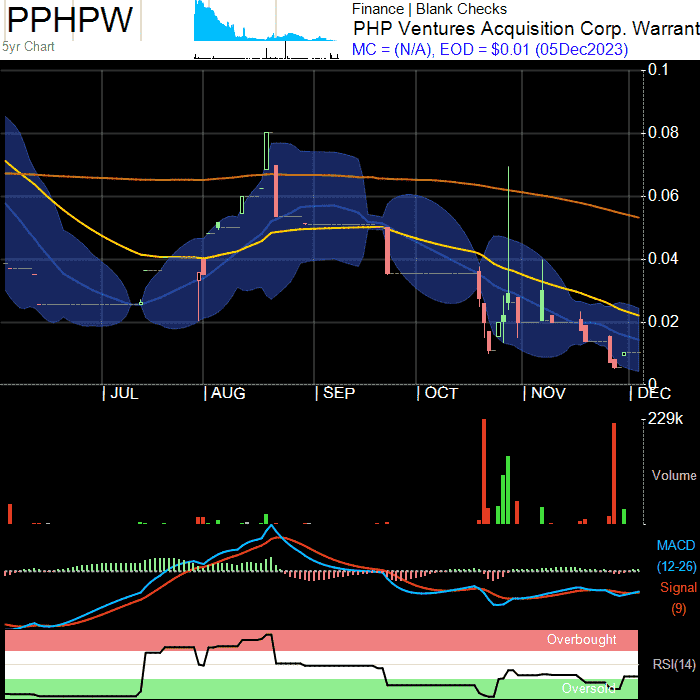 PPHPW
5yr Chart
Finance | Blank Checks
PHP Ventures Acquisition Corp. Warrant
MC = (N/A), EOD = $0.01 (05Dec2023)
0.1
0.08
0.06
0.04
0.02
0
JUL AUG SEP OCT NOV DEC
229k
Volume
MACD
(12-26)
Signal
(9)
Overbought
RSI(14)
Oversold